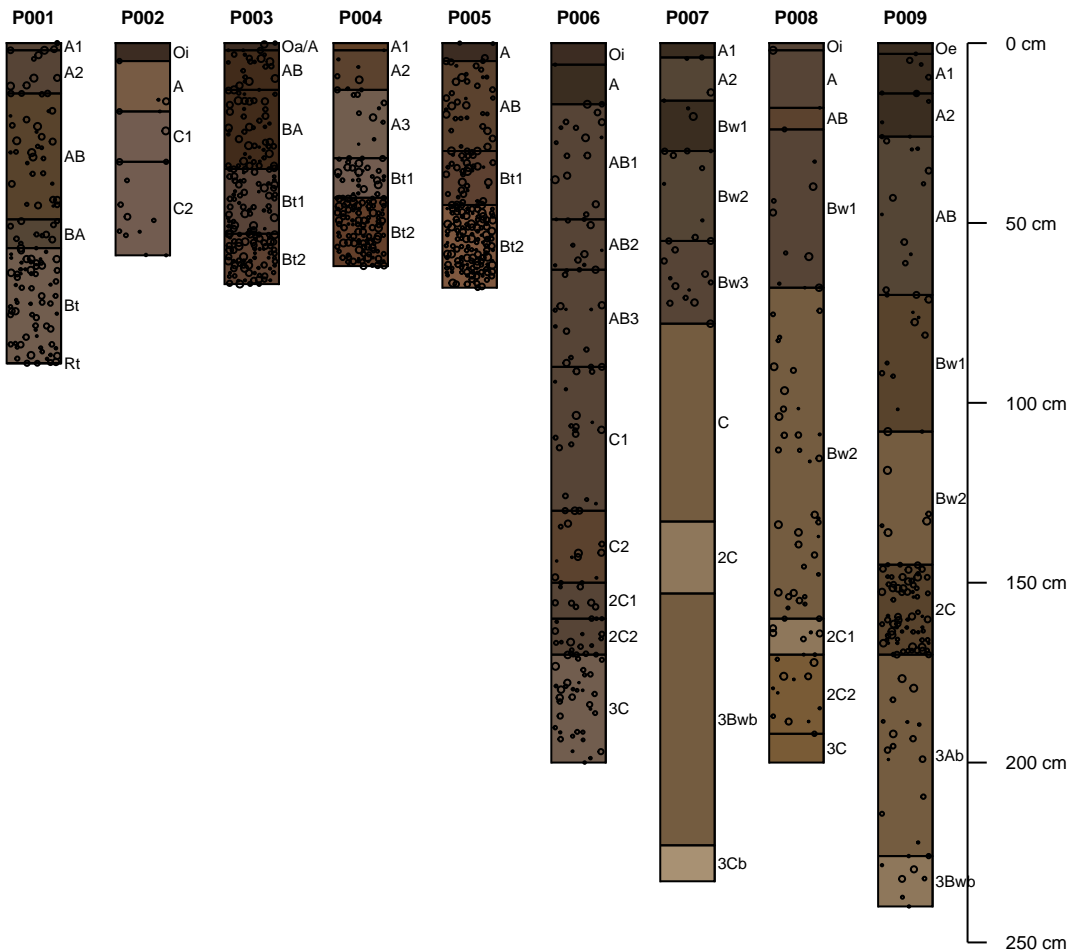 P001 P002 P003 P004 P005 P006 P007 P008 P009
A1
A2
AB
BA
Bt
Rt
Oi
A
C1
C2
Oa/A
AB
BA
Bt1
Bt2
A1
A2
A3
Bt1
Bt2
A
AB
Bt1
Bt2
Oi
A
AB1
AB2
AB3
C1
C2
2C1
2C2
3C
A1
A2
Bw1
Bw2
Bw3
C
2C
3Bwb
3Cb
Oi
A
AB
Bw1
Bw2
2C1
2C2
3C
Oe
A1
A2
AB
Bw1
Bw2
2C
3Ab
3Bwb
0 cm
50 cm
100 cm
150 cm
200 cm
250 cm